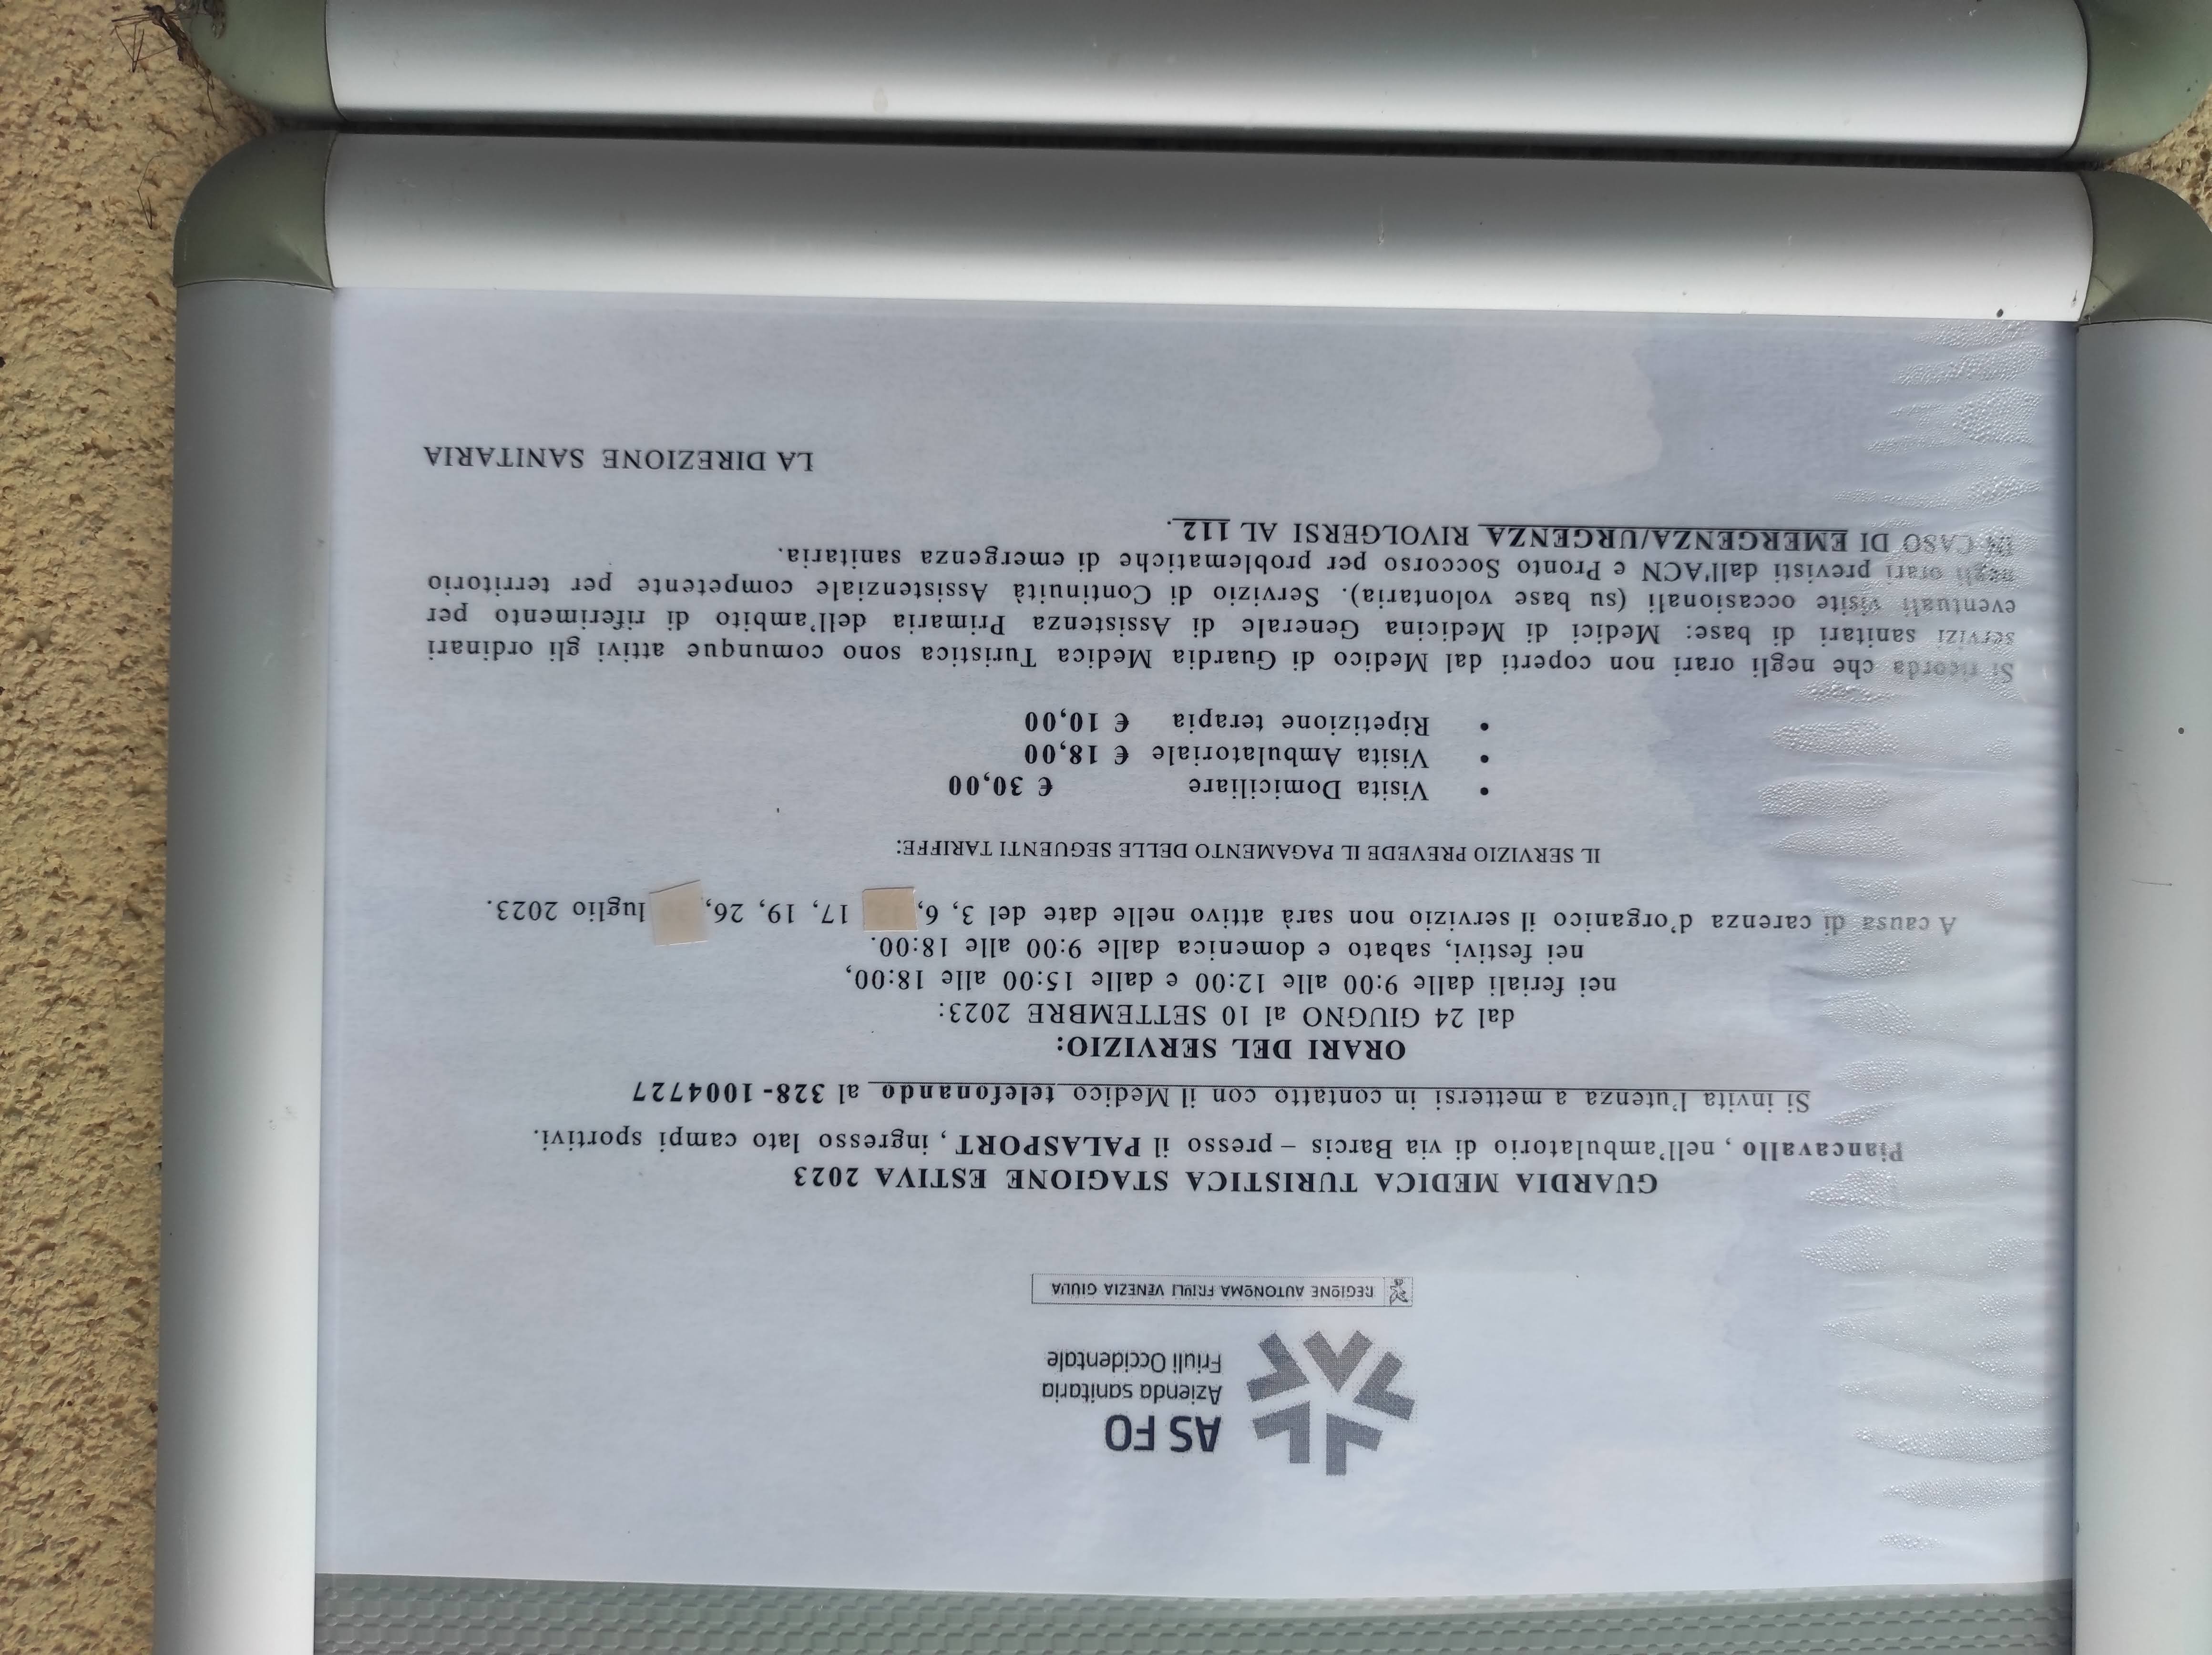 AS FO
Azienda sanitaria
Friuli Occidentale
REGIONE AUTONOMA FRIULI VENEZIA GIULIA
GUARDIA MEDICA TURISTICA STAGIONE ESTIVA 2023
Piancavallo, nell'ambulatorio di via Barcis – presso il PALASPORT, ingresso lato campi sportivi.
Si invita l'utenza a mettersi in contatto con il Medico telefonando al 328-1004727
ORARI DEL SERVIZIO:
dal 24 GIUGNO al 10 SETTEMBRE 2023:
nei feriali dalle 9:00 alle 12:00 e dalle 15:00 alle 18:00,
nei festivi, sabato e domenica dalle 9:00 alle 18:00.
A causa di carenza d'organico il servizio non sarà attivo nelle date del 3, 6, 17, 19, 26, luglio 2023.
IL SERVIZIO PREVEDE IL PAGAMENTO DELLE SEGUENTI TARIFFE:
• Visita Domiciliare € 30,00
• Visita Ambulatoriale € 18,00
• Ripetizione terapia € 10,00
Si ricorda che negli orari non coperti dal Medico di Guardia Medica Turistica sono comunque attivi gli ordinari
servizi sanitari di base: Medici di Medicina Generale di Assistenza Primaria dell'ambito di riferimento per
eventuali visite occasionali (su base volontaria). Servizio di Continuità Assistenziale competente per territorio
negli orari previsti dall'ACN e Pronto Soccorso per problematiche di emergenza sanitaria.
IN CASO DI EMERGENZA/URGENZA RIVOLGERSI AL 112.
LA DIREZIONE SANITARIA